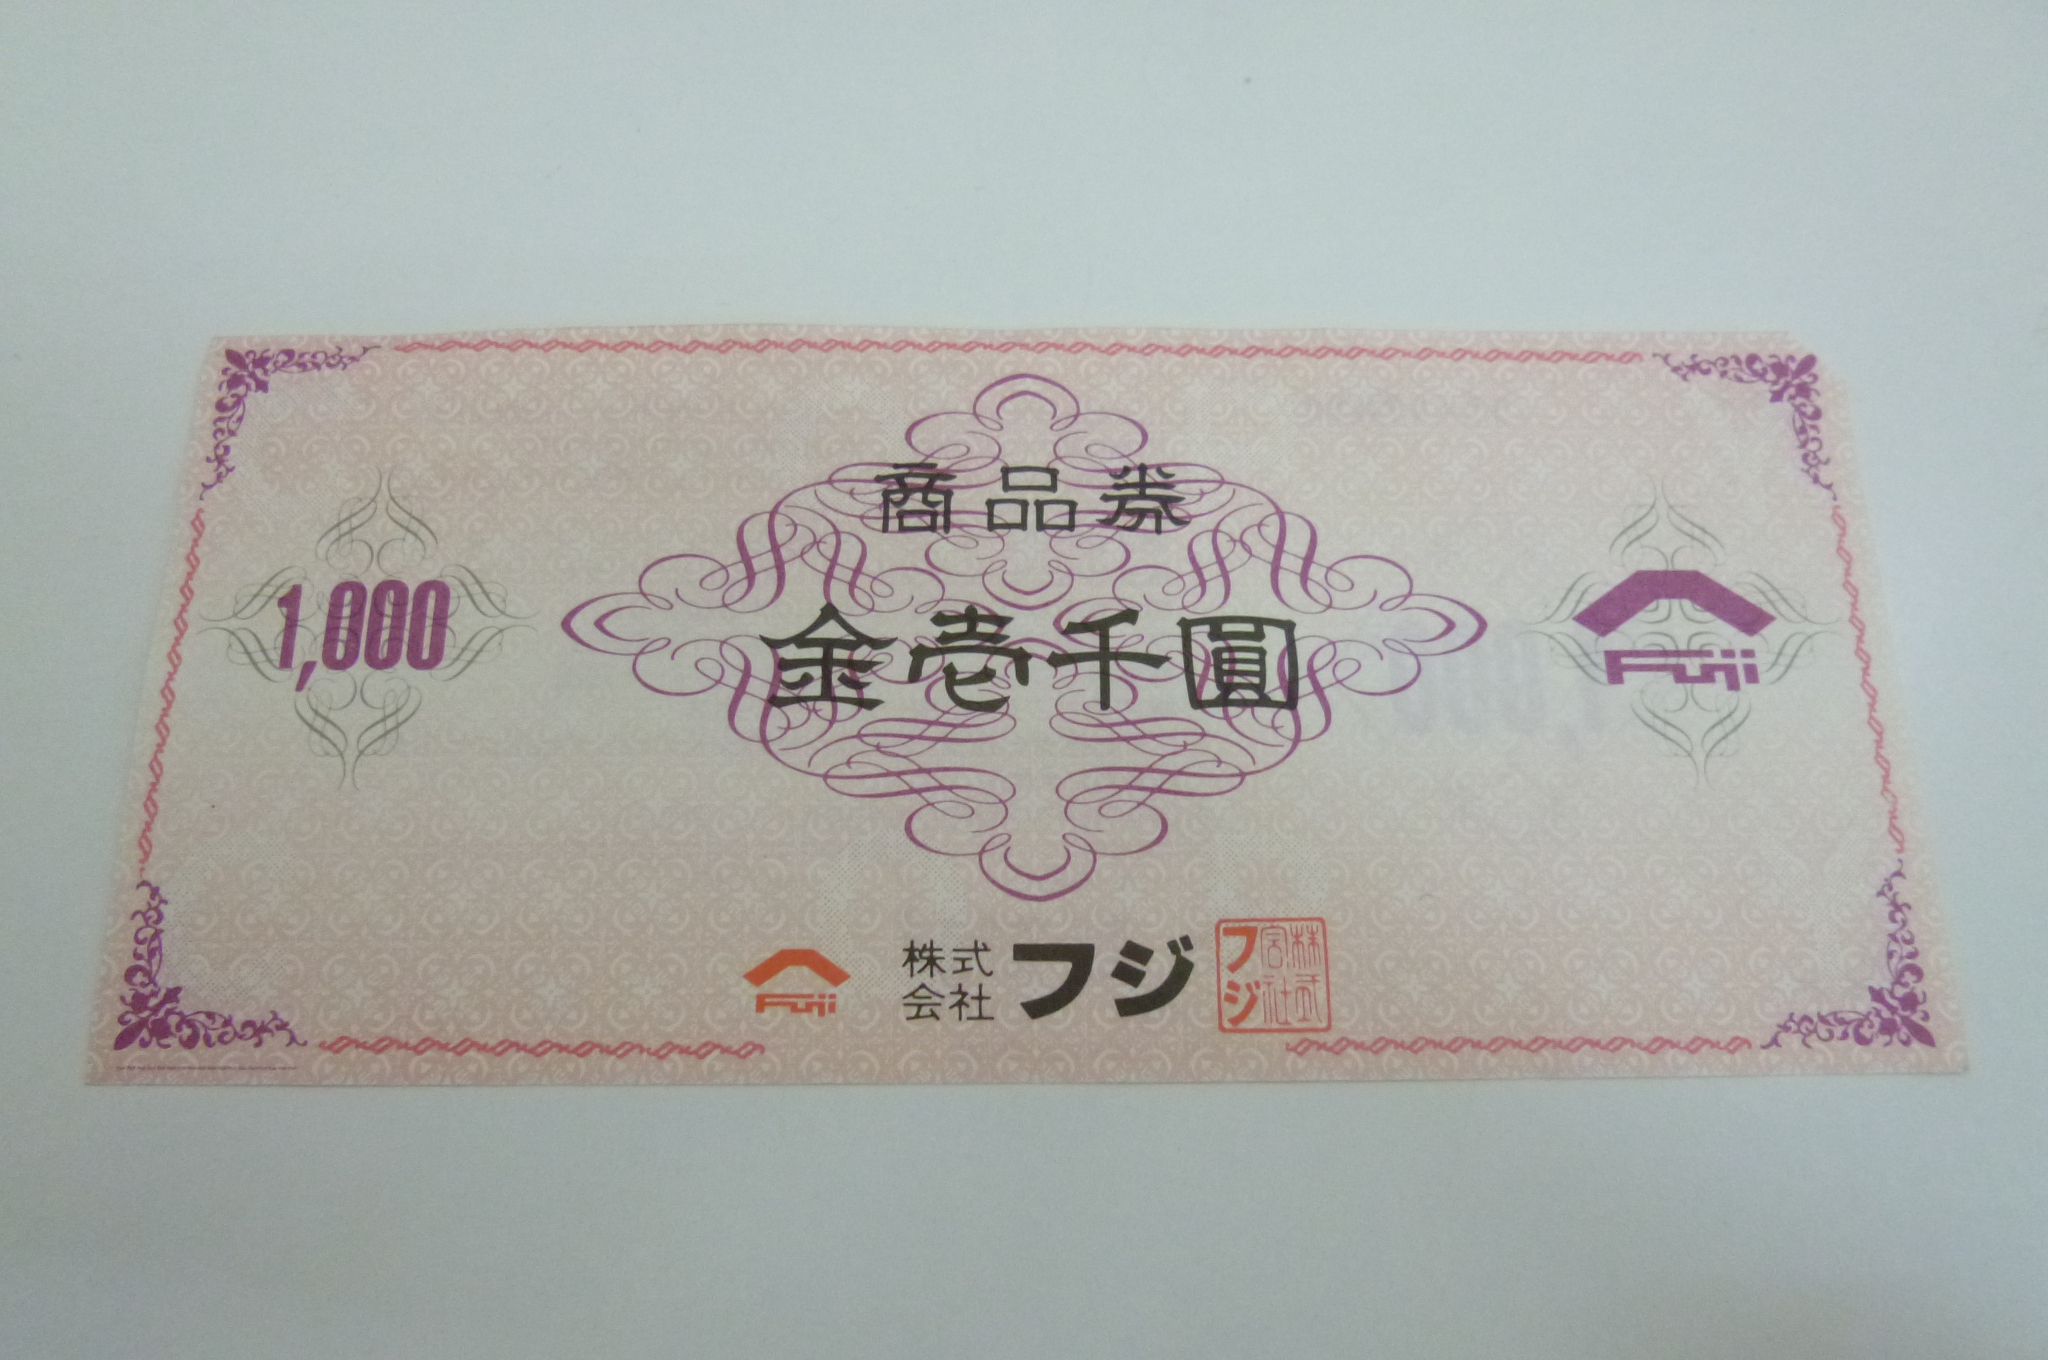 商品券
金壱千圓
1,000
Fuji
Fuji
株式会社
フジ
株式
会社
フジ